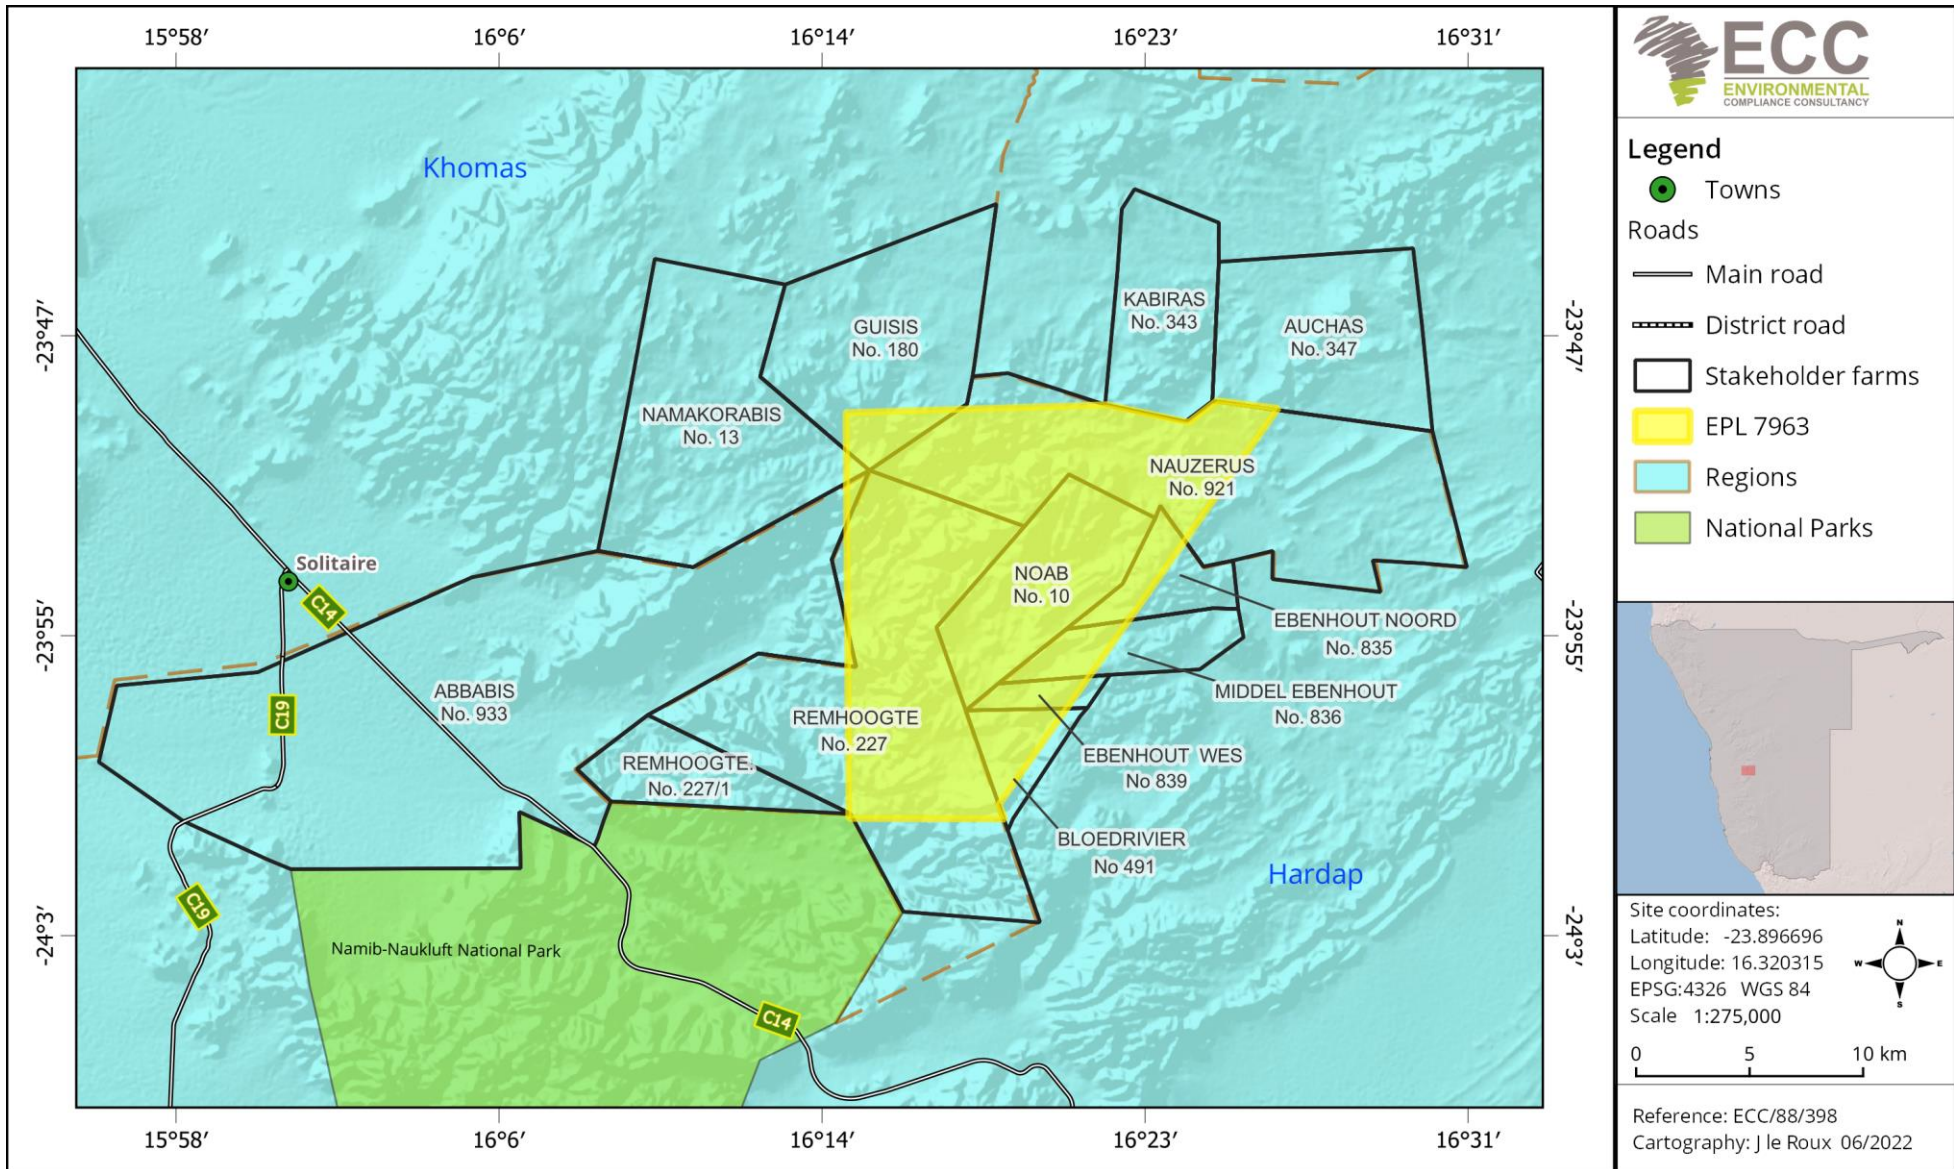 15°58′
16°6′
16°14′
16°23′
16°31′
-23°47′
-23°55′
-24°3′
Khomas
KABIRAS
No. 343
GUISIS
No. 180
AUCHAS
No. 347
NAMAKORABIS
No. 13
NAUZERUS
No. 921
Solitaire
C14
NOAB
No. 10
EBENHOUT NOORD
No. 835
ABBABIS
No. 933
C19
MIDDEL EBENHOUT
No. 836
REMHOOGTE
No. 227
REMHOOGTE.
No. 227/1
EBENHOUT WES
No 839
BLOEDRIVIER
No 491
Hardap
C19
Namib-Naukluft National Park
C14
-23°47′
-23°55′
-24°3′
15°58′
16°6′
16°14′
16°23′
16°31′
ECC
ENVIRONMENTAL
COMPLIANCE CONSULTANCY
Legend
Towns
Roads
Main road
District road
Stakeholder farms
EPL 7963
Regions
National Parks
Site coordinates:
Latitude: -23.896696
Longitude: 16.320315
EPSG:4326 WGS 84
Scale 1:275,000
N
W
E
S
0 5 10 km
Reference: ECC/88/398
Cartography: J le Roux 06/2022